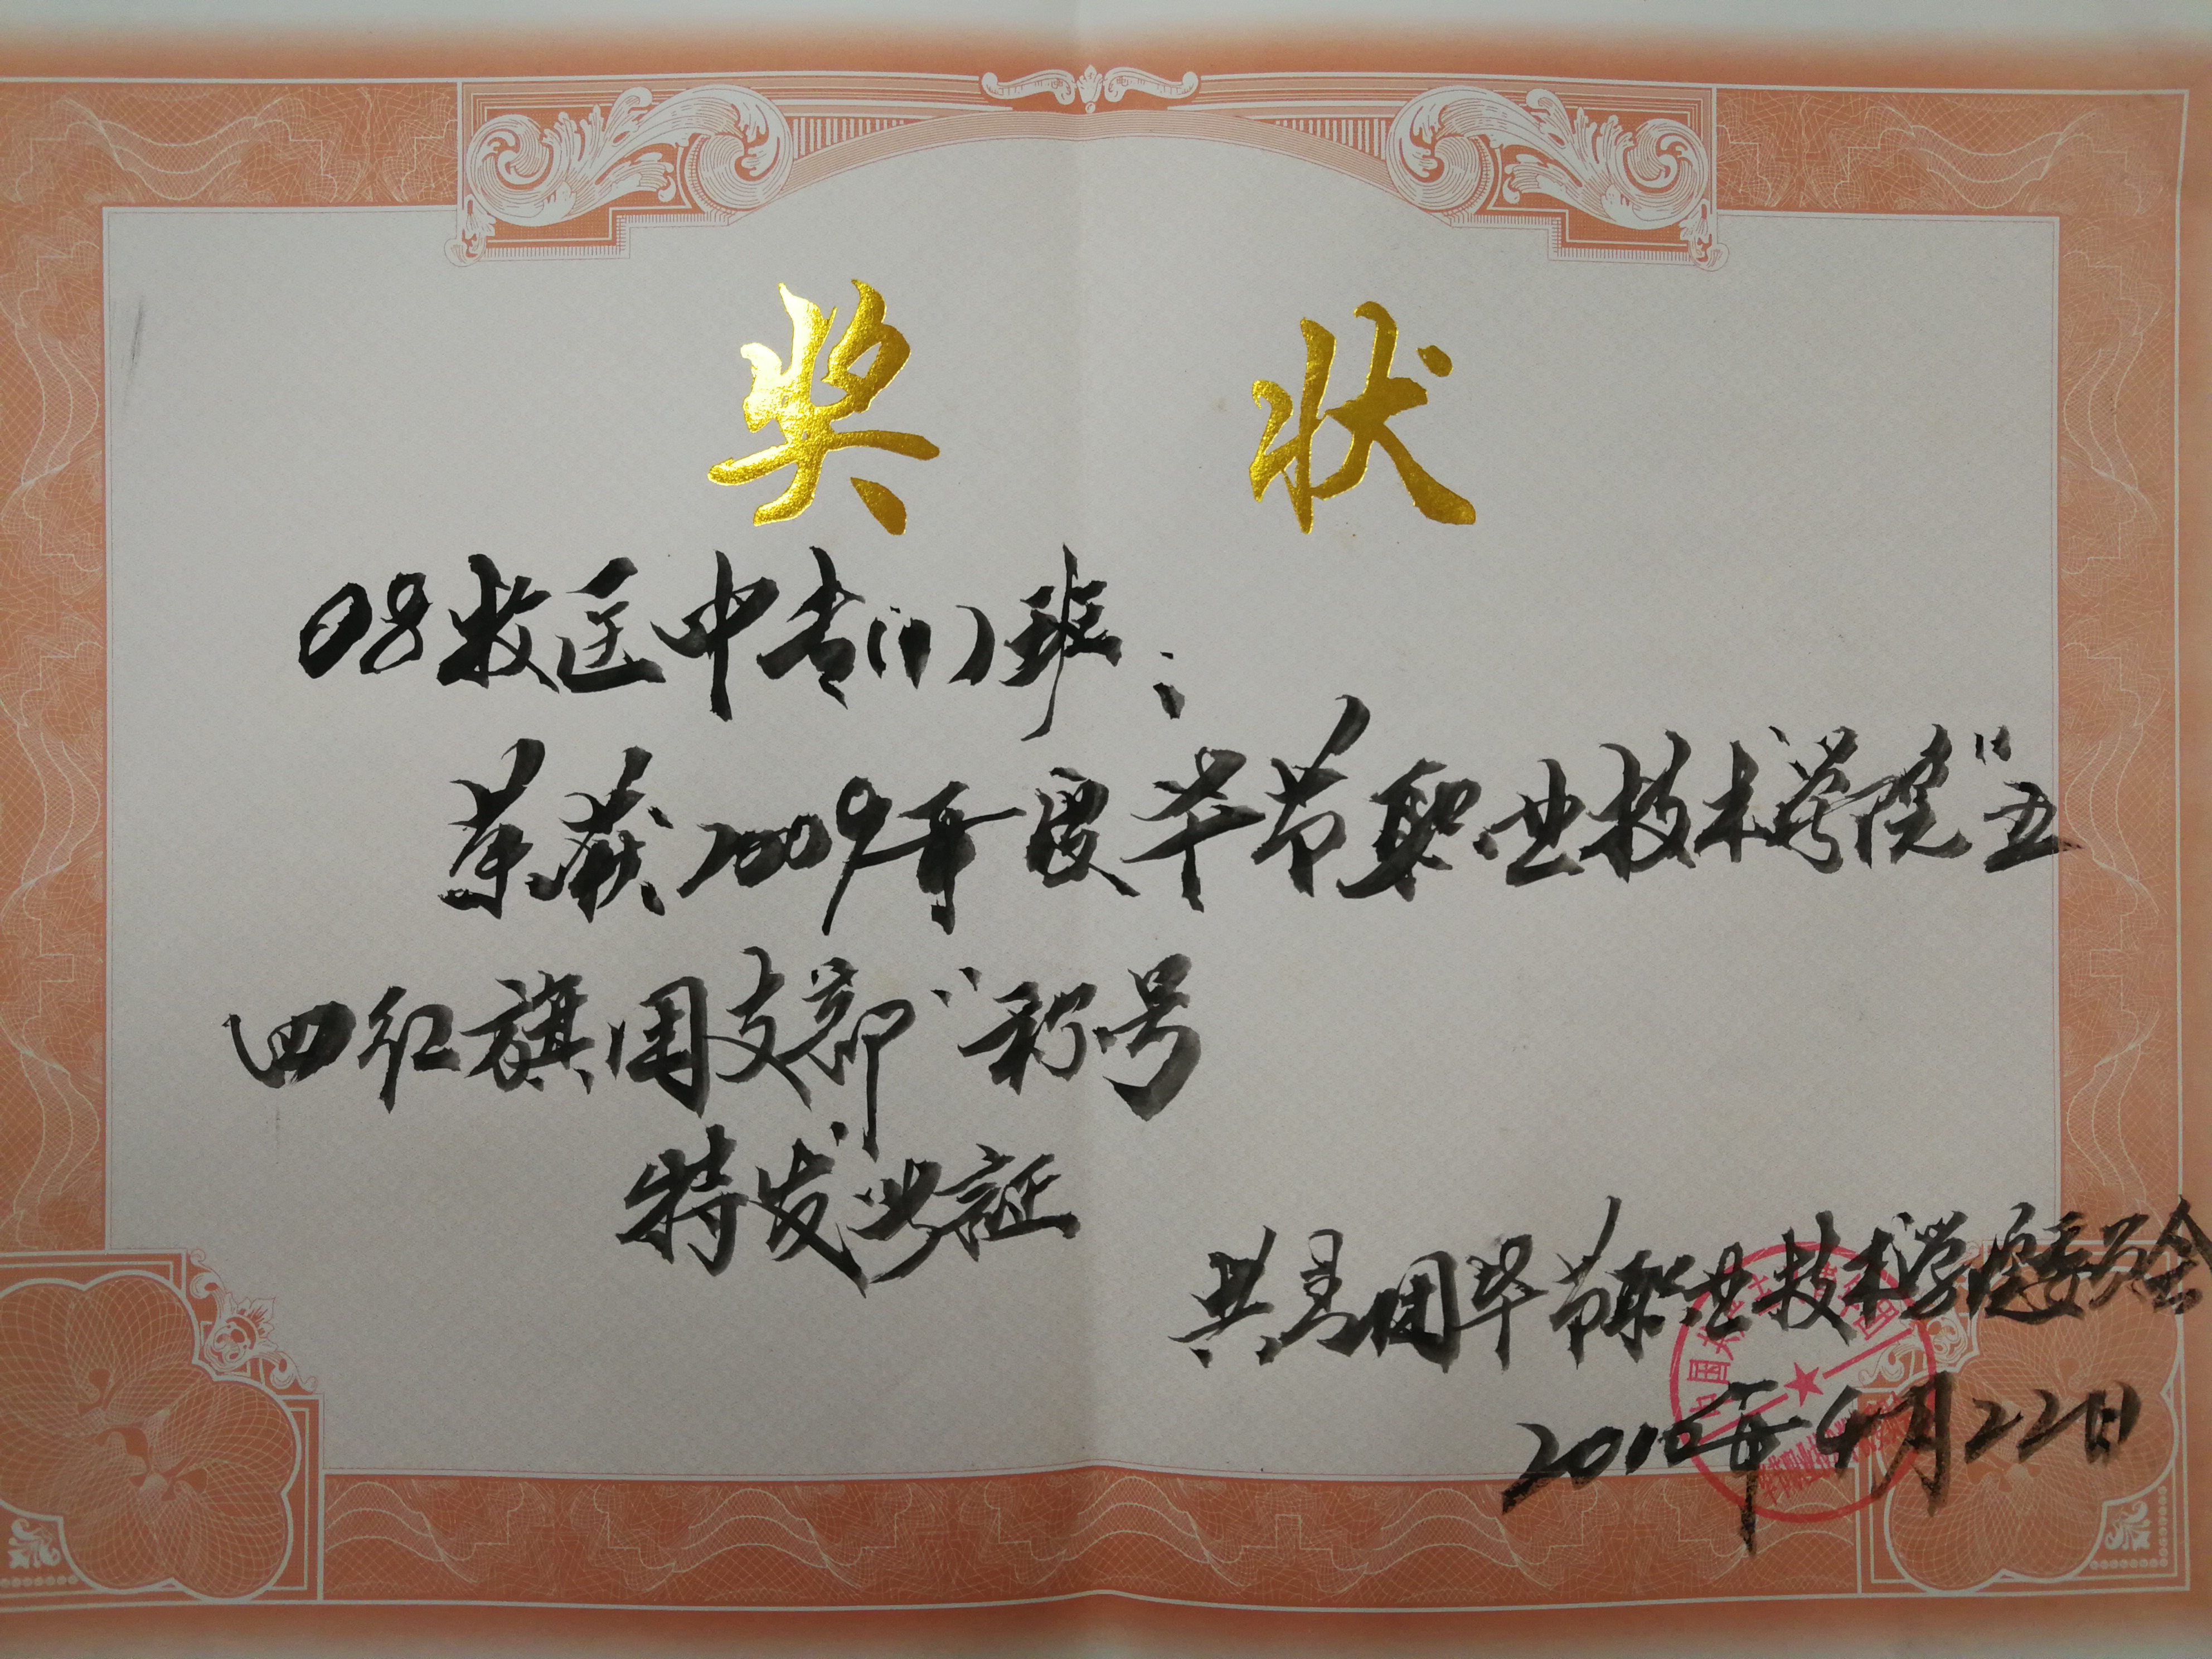 奖 状
08牧医中专(1)班：
荣获2009年度毕节职业技术学院“五
四红旗团支部”称号
特发此証
共青团毕节职业技术学院委员会
2010年4月22日